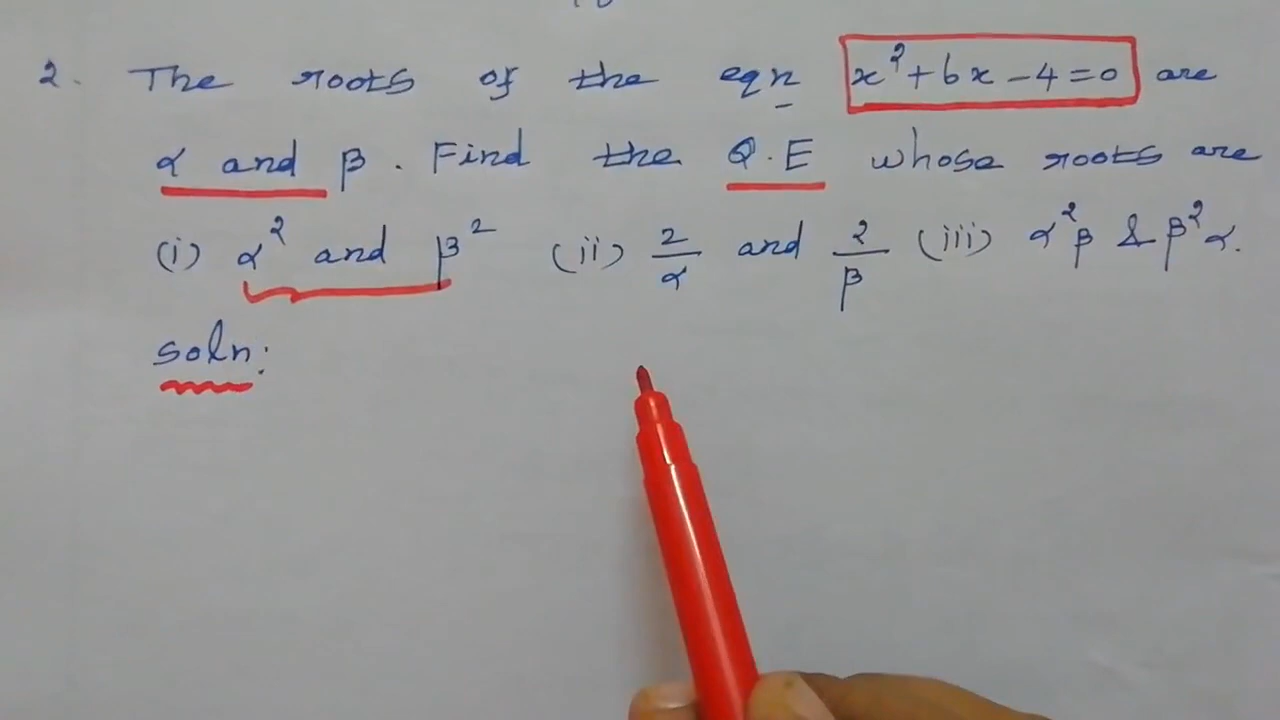 2. The roots of the eqn x²+6x-4=0 are
α and β. Find the Q.E whose roots are
(i) α² and β² (ii) 2/α and 2/β (iii) α²β & β²α.
Soln: